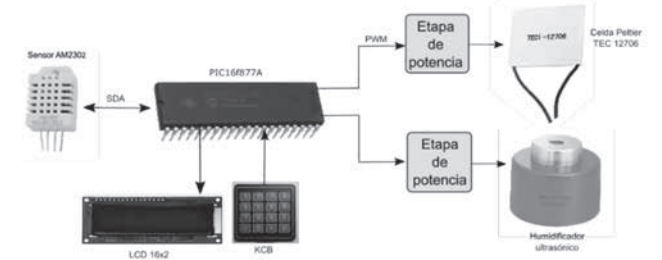 Sensor AM2302
SDA
PIC16f877A
PWM
Etapa
de
potencia
TEC1-12706
Celda Peltier
TEC 12706
Etapa
de
potencia
LCD 16x2
KCB
Humidificador
ultrasónico